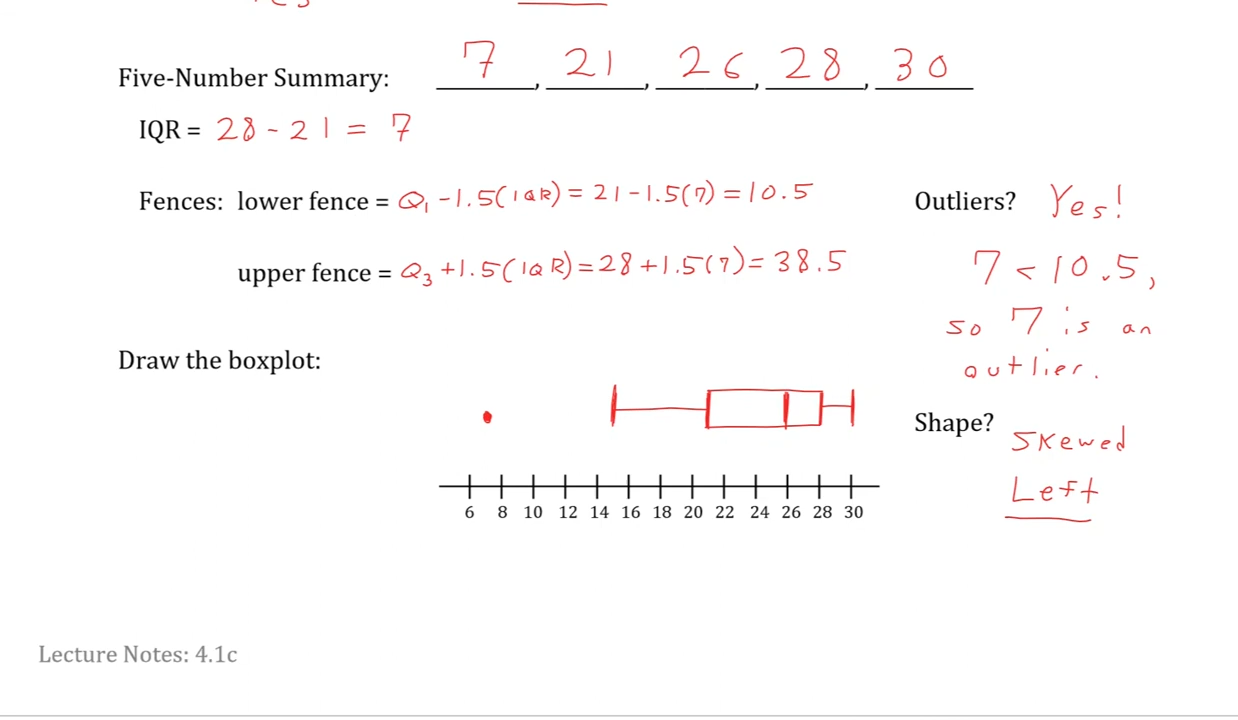 Five-Number Summary: 7, 21, 26, 28, 30
IQR = 28 - 21 = 7
Fences: lower fence = Q₁ - 1.5(IQR) = 21 - 1.5(7) = 10.5
upper fence = Q₃ + 1.5(IQR) = 28 + 1.5(7) = 38.5
Outliers? Yes!
7 < 10.5,
so 7 is an
outlier.
Draw the boxplot:
Shape? Skewed
Left
6 8 10 12 14 16 18 20 22 24 26 28 30
Lecture Notes: 4.1c